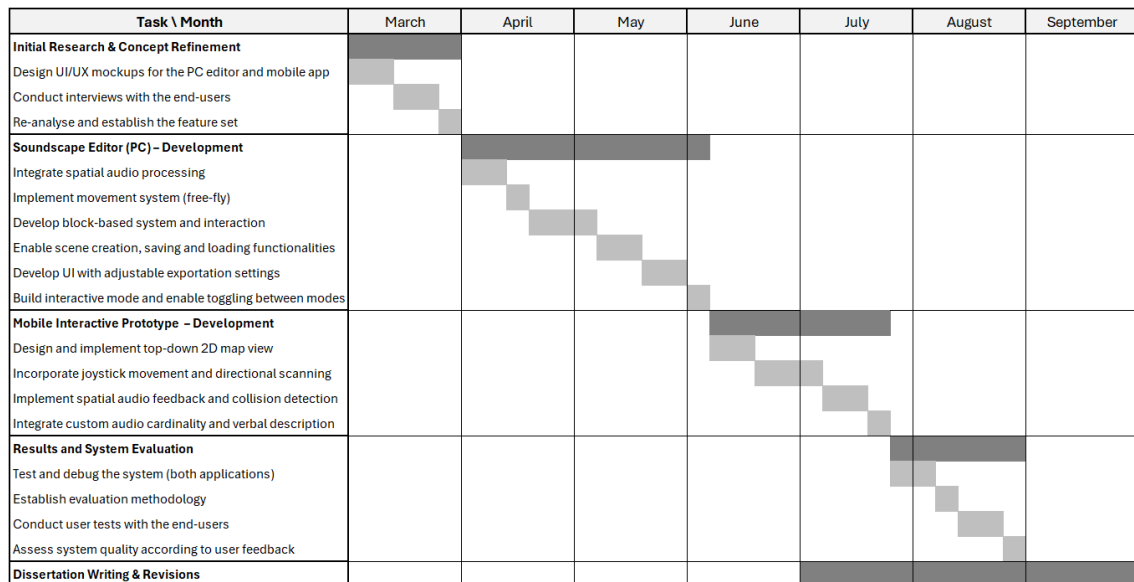 Task \ Month March April May June July August September
Initial Research & Concept Refinement
Design UI/UX mockups for the PC editor and mobile app
Conduct interviews with the end-users
Re-analyse and establish the feature set
Soundscape Editor (PC) – Development
Integrate spatial audio processing
Implement movement system (free-fly)
Develop block-based system and interaction
Enable scene creation, saving and loading functionalities
Develop UI with adjustable exportation settings
Build interactive mode and enable toggling between modes
Mobile Interactive Prototype – Development
Design and implement top-down 2D map view
Incorporate joystick movement and directional scanning
Implement spatial audio feedback and collision detection
Integrate custom audio cardinality and verbal description
Results and System Evaluation
Test and debug the system (both applications)
Establish evaluation methodology
Conduct user tests with the end-users
Assess system quality according to user feedback
Dissertation Writing & Revisions